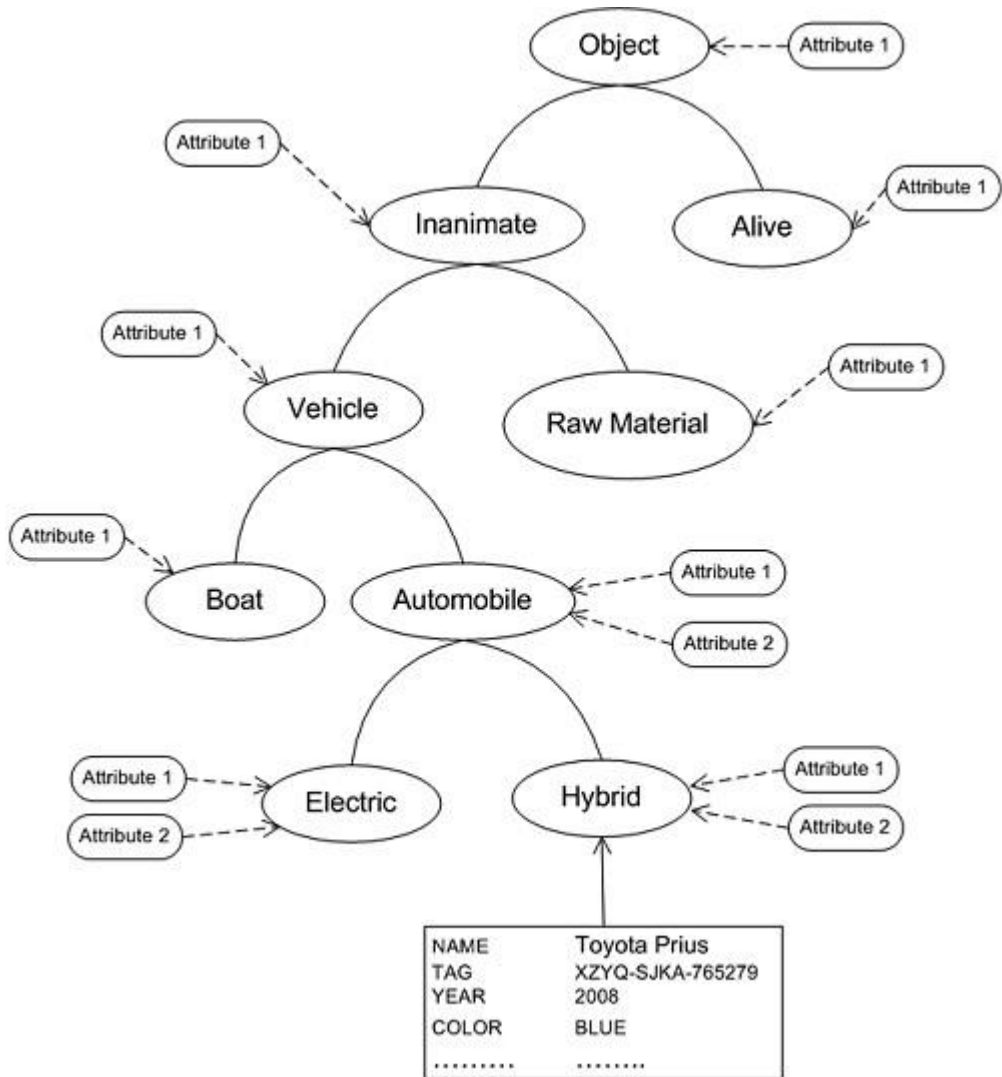 Object
Attribute 1
Attribute 1
Inanimate
Alive
Attribute 1
Attribute 1
Vehicle
Raw Material
Attribute 1
Attribute 1
Boat
Automobile
Attribute 1
Attribute 2
Attribute 1
Attribute 2
Electric
Hybrid
Attribute 1
Attribute 2
NAME Toyota Prius
TAG XZYQ-SJKA-765279
YEAR 2008
COLOR BLUE
......... ........